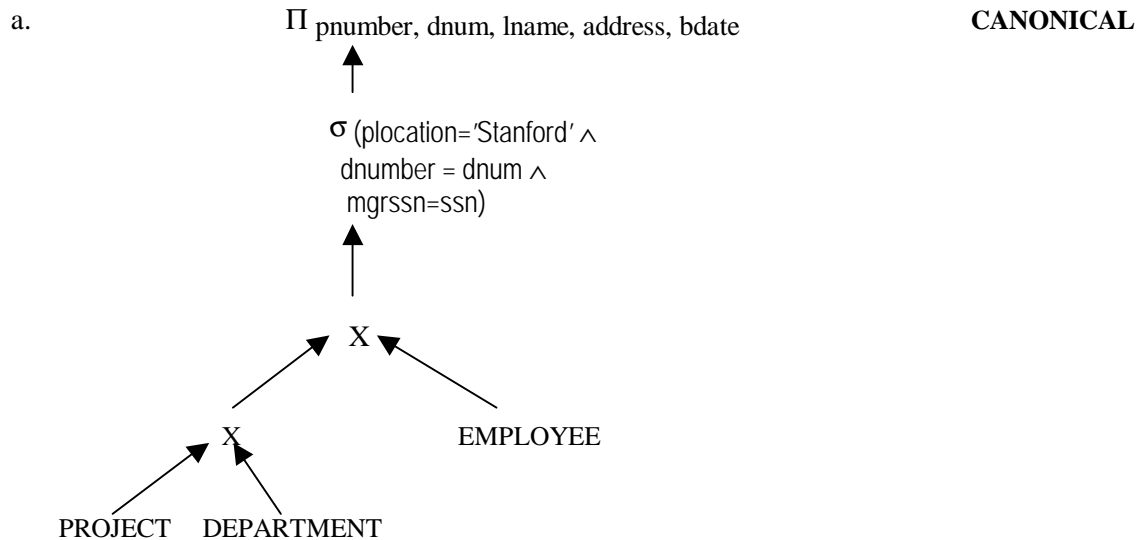 a. Π pnumber, dnum, lname, address, bdate CANONICAL
σ (plocation='Stanford' ∧
dnumber = dnum ∧
mgrssn=ssn)
X
X EMPLOYEE
PROJECT DEPARTMENT